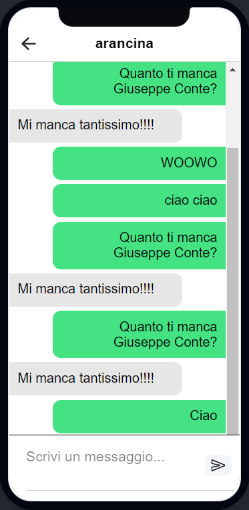 arancina
Quanto ti manca
Giuseppe Conte?
Mi manca tantissimo!!!!
WOOWO
ciao ciao
Quanto ti manca
Giuseppe Conte?
Mi manca tantissimo!!!!
Quanto ti manca
Giuseppe Conte?
Mi manca tantissimo!!!!
Ciao
Scrivi un messaggio...